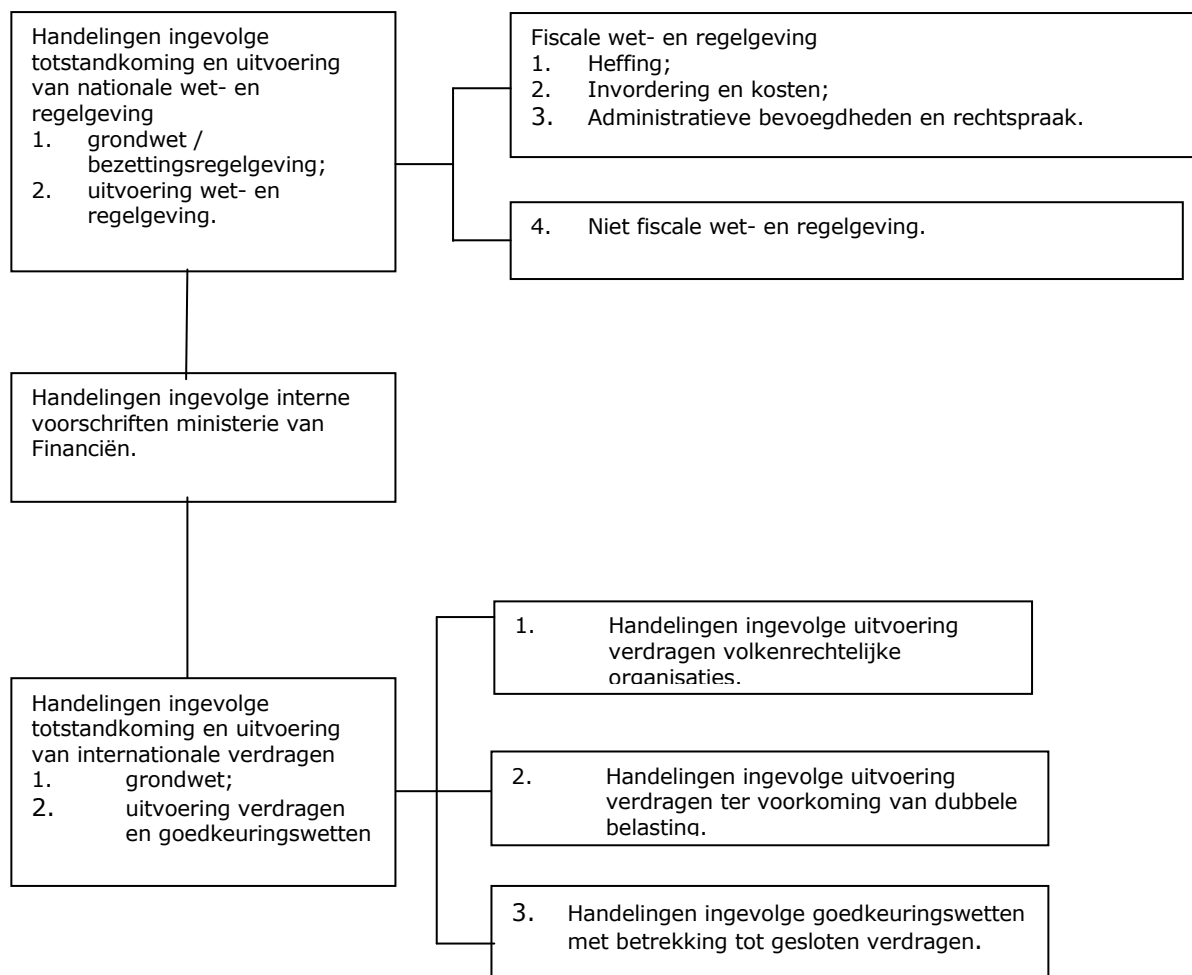 Handelingen ingevolge
totstandkoming en uitvoering
van nationale wet- en
regelgeving
1. grondwet /
bezettingsregelgeving;
2. uitvoering wet- en
regelgeving.
Fiscale wet- en regelgeving
1. Heffing;
2. Invordering en kosten;
3. Administratieve bevoegdheden en rechtspraak.
4. Niet fiscale wet- en regelgeving.
Handelingen ingevolge interne
voorschriften ministerie van
Financiën.
Handelingen ingevolge
totstandkoming en uitvoering
van internationale verdragen
1. grondwet;
2. uitvoering verdragen
en goedkeuringswetten
1. Handelingen ingevolge uitvoering
verdragen volkenrechtelijke
organisaties.
2. Handelingen ingevolge uitvoering
verdragen ter voorkoming van dubbele
belasting.
3. Handelingen ingevolge goedkeuringswetten
met betrekking tot gesloten verdragen.